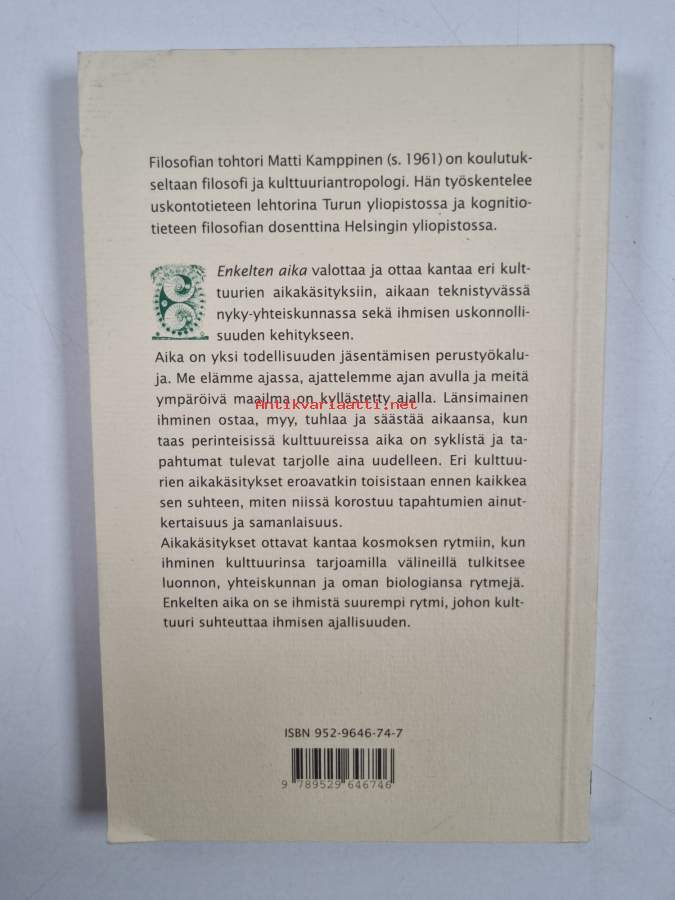 Filosofian tohtori Matti Kamppinen (s. 1961) on koulutuk-
seltaan filosofi ja kulttuuriantropologi. Hän työskentelee
uskontotieteen lehtorina Turun yliopistossa ja kognitio-
tieteen filosofian dosenttina Helsingin yliopistossa.
Enkelten aika valottaa ja ottaa kantaa eri kult-
tuurien aikakäsityksiin, aikaan teknistyvässä
nyky-yhteiskunnassa sekä ihmisen uskonnolli-
suuden kehitykseen.
Aika on yksi todellisuuden jäsentämisen perustyökalu-
ja. Me elämme ajassa, ajattelemme ajan avulla ja meitä
ympäröivä maailma on kyllästetty ajalla. Länsimainen
Antikvariaatti.net
ihminen ostaa, myy, tuhlaa ja säästää aikaansa, kun
taas perinteisissä kulttuureissa aika on syklistä ja ta-
pahtumat tulevat tarjolle aina uudelleen. Eri kulttuu-
rien aikakäsitykset eroavatkin toisistaan ennen kaikkea
sen suhteen, miten niissä korostuu tapahtumien ainut-
kertaisuus ja samanlaisuus.
Aikakäsitykset ottavat kantaa kosmoksen rytmiin, kun
ihminen kulttuurinsa tarjoamilla välineillä tulkitsee
luonnon, yhteiskunnan ja oman biologiansa rytmejä.
Enkelten aika on se ihmistä suurempi rytmi, johon kult-
tuuri suhteuttaa ihmisen ajallisuuden.
ISBN 952-9646-74-7
9 789529 646746